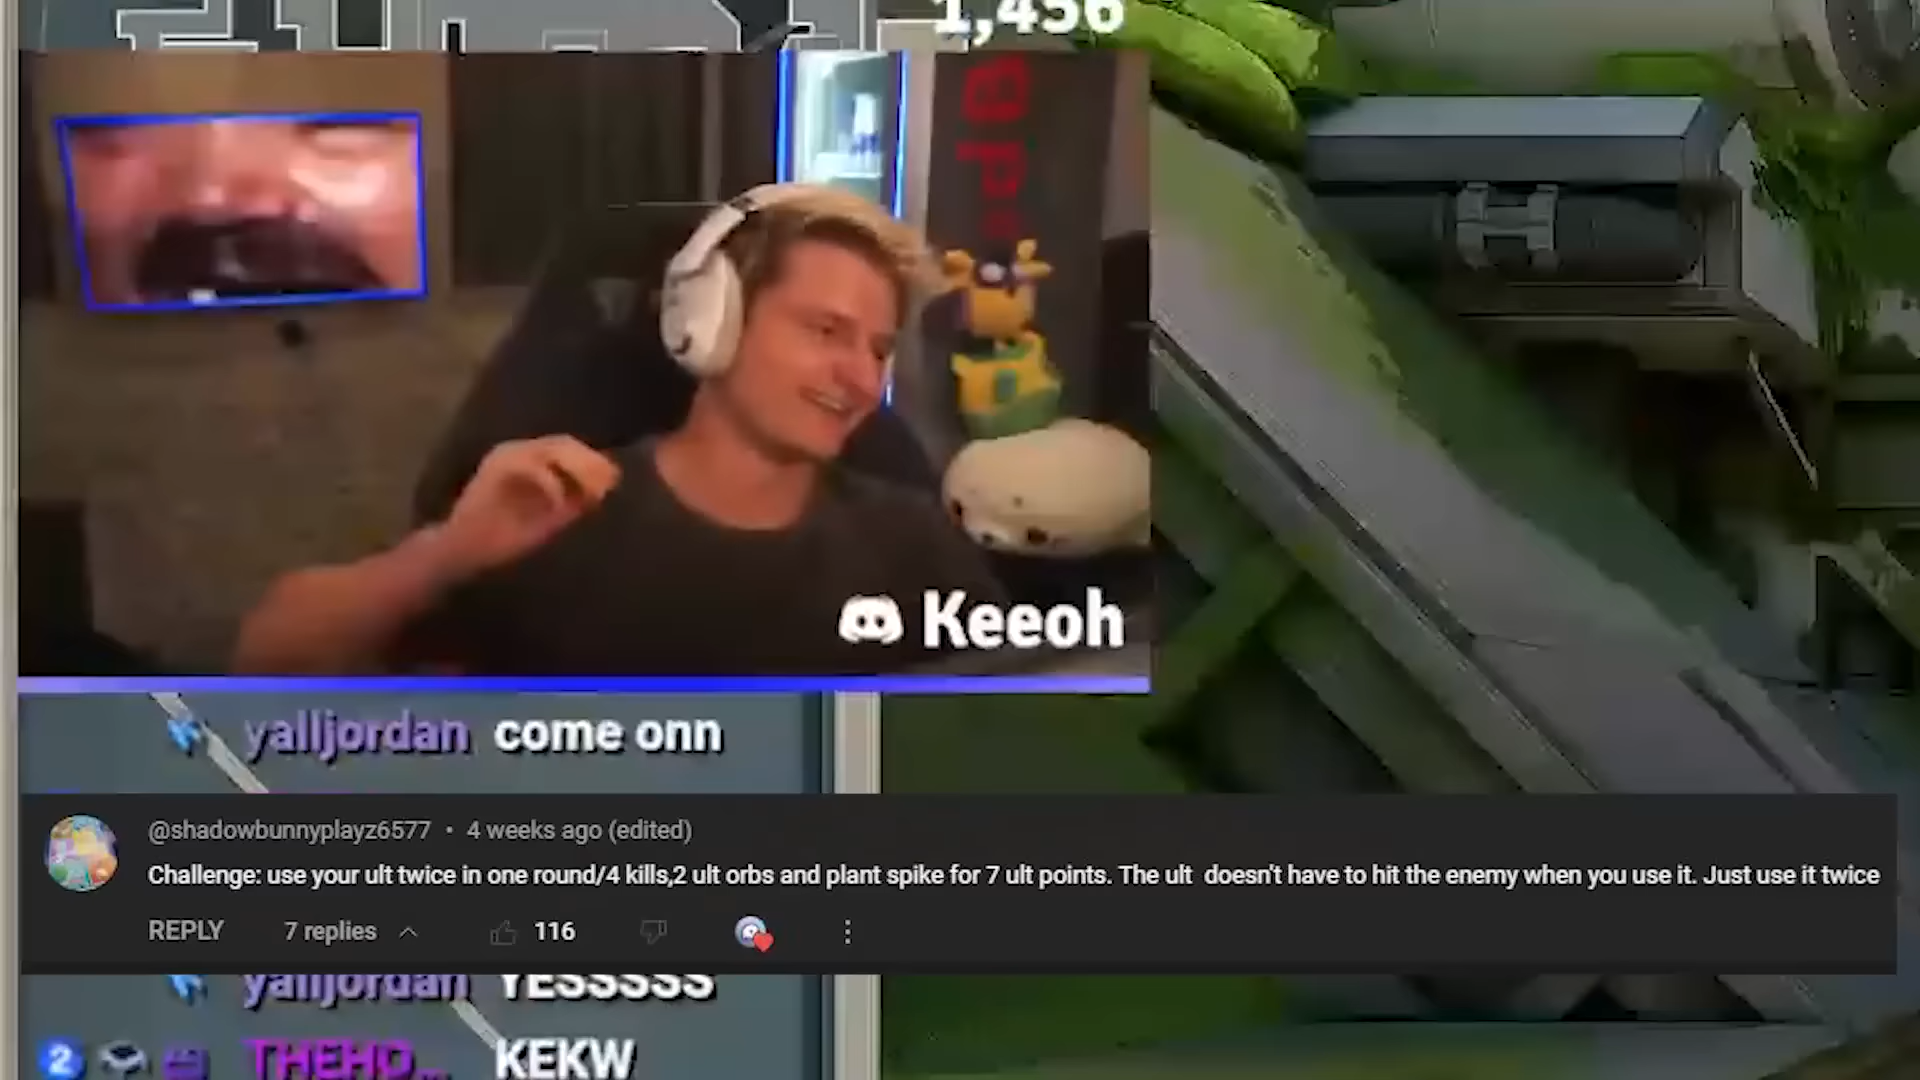 1,456
Keeoh
yalljordan come onn
@shadowbunnyplayz6577 • 4 weeks ago (edited)
Challenge: use your ult twice in one round/4 kills,2 ult orbs and plant spike for 7 ult points. The ult doesn't have to hit the enemy when you use it. Just use it twice
REPLY 7 replies 116
yalljordan YESSSSS
2 THEHO... KEKW